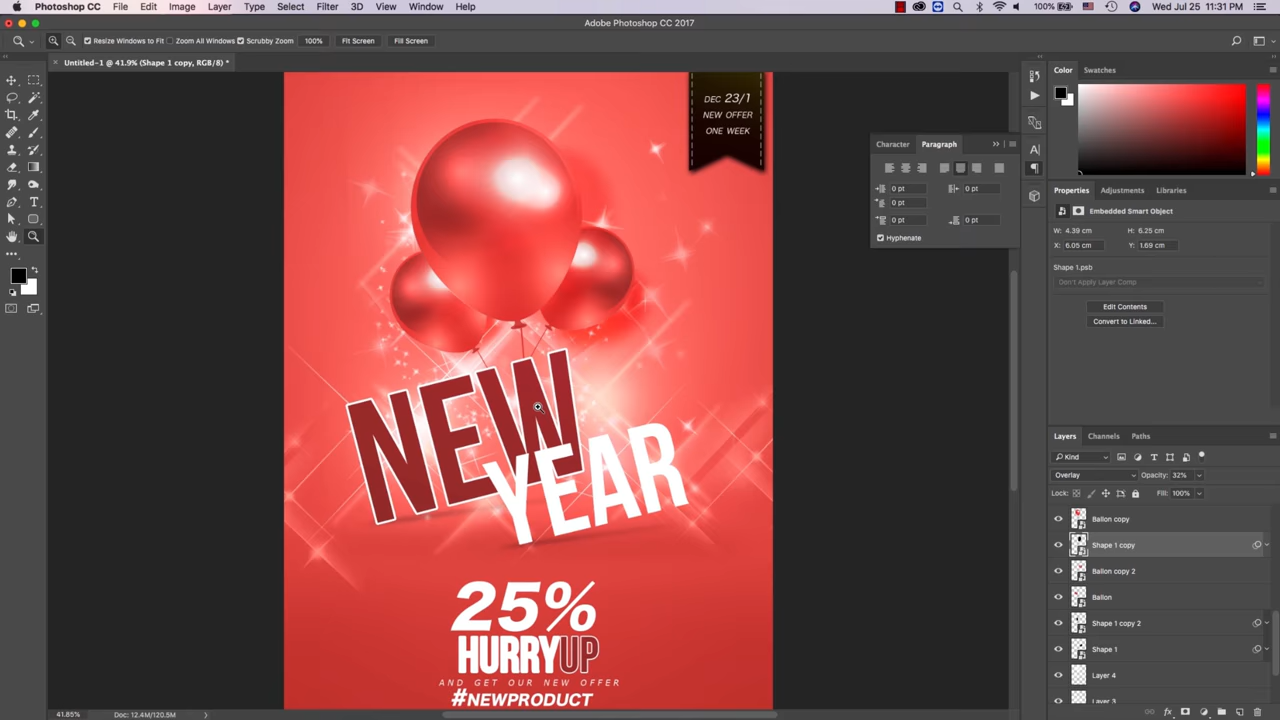 Photoshop CC File Edit Image Layer Type Select Filter 3D View Window Help 100% Wed Jul 25 11:31 PM
Adobe Photoshop CC 2017
Resize Windows to Fit Zoom All Windows Scrubby Zoom 100% Fit Screen Fill Screen
Untitled-1 @ 41.9% (Shape 1 copy, RGB/8) *
Color Swatches
DEC 23/1
NEW OFFER
ONE WEEK
Character Paragraph
0 pt 0 pt
0 pt
0 pt 0 pt
Hyphenate
Properties Adjustments Libraries
Embedded Smart Object
W: 4.39 cm H: 6.25 cm
X: 6.05 cm Y: 1.69 cm
Shape 1.psb
Don't Apply Layer Comp
Edit Contents
Convert to Linked...
NEW
YEAR
25%
HURRYUP
AND GET OUR NEW OFFER
#NEWPRODUCT
Layers Channels Paths
Kind
Overlay Opacity: 32%
Lock: Fill: 100%
Ballon copy
Shape 1 copy
Ballon copy 2
Ballon
Shape 1 copy 2
Shape 1
Layer 4
Layer 3
fx
41.85% Doc: 12.4M/120.5M